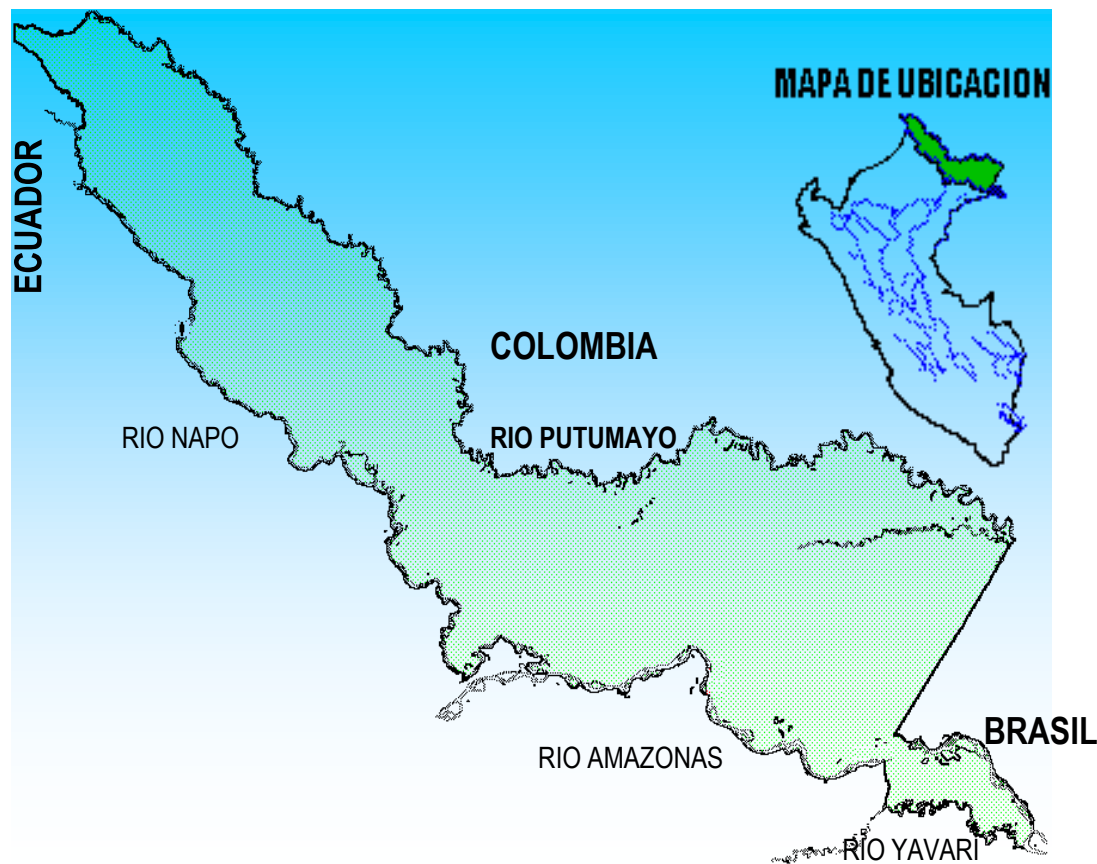 MAPA DE UBICACION
ECUADOR
COLOMBIA
RIO NAPO
RIO PUTUMAYO
BRASIL
RIO AMAZONAS
RIO YAVARI